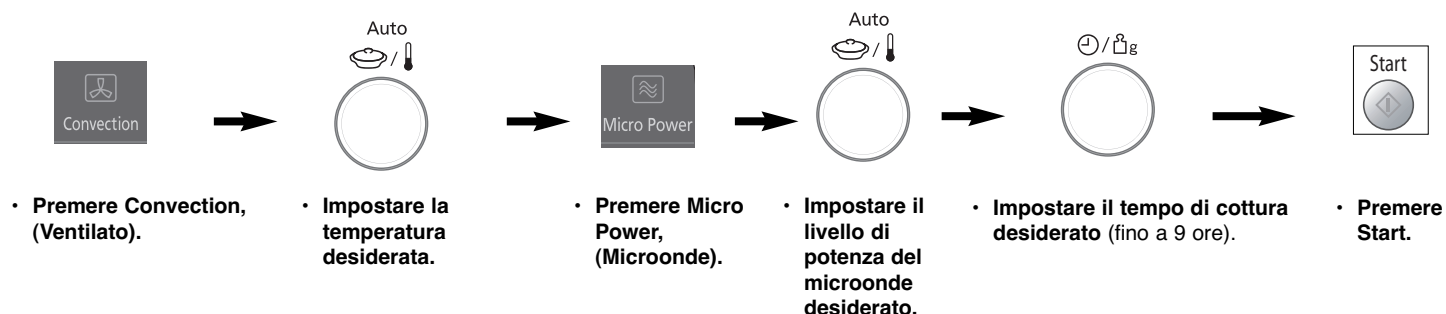 Auto
/
Convection
Auto
/
Micro Power
/ g
Start
• Premere Convection,
(Ventilato).
• Impostare la
temperatura
desiderata.
• Premere Micro
Power,
(Microonde).
• Impostare il
livello di
potenza del
microonde
desiderato.
• Impostare il tempo di cottura
desiderato (fino a 9 ore).
• Premere
Start.